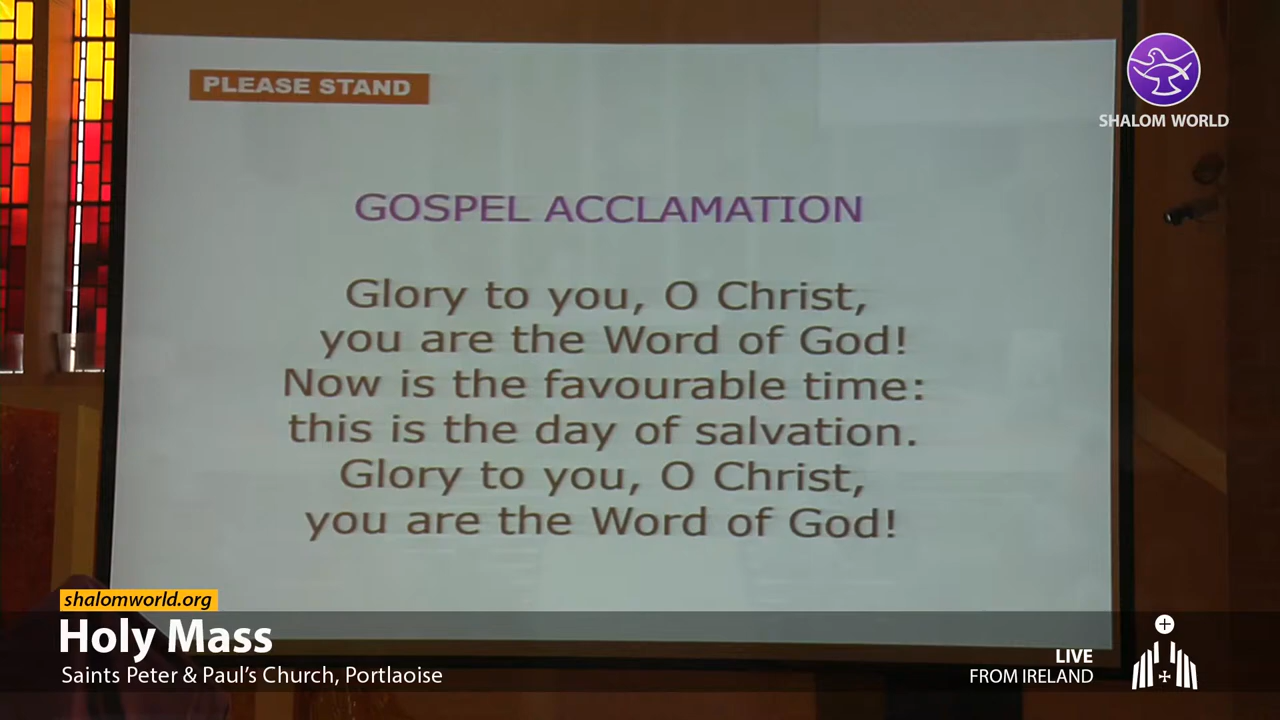 PLEASE STAND
SHALOM WORLD
GOSPEL ACCLAMATION
Glory to you, O Christ,
you are the Word of God!
Now is the favourable time:
this is the day of salvation.
Glory to you, O Christ,
you are the Word of God!
shalomworld.org
Holy Mass
Saints Peter & Paul's Church, Portlaoise
LIVE
FROM IRELAND